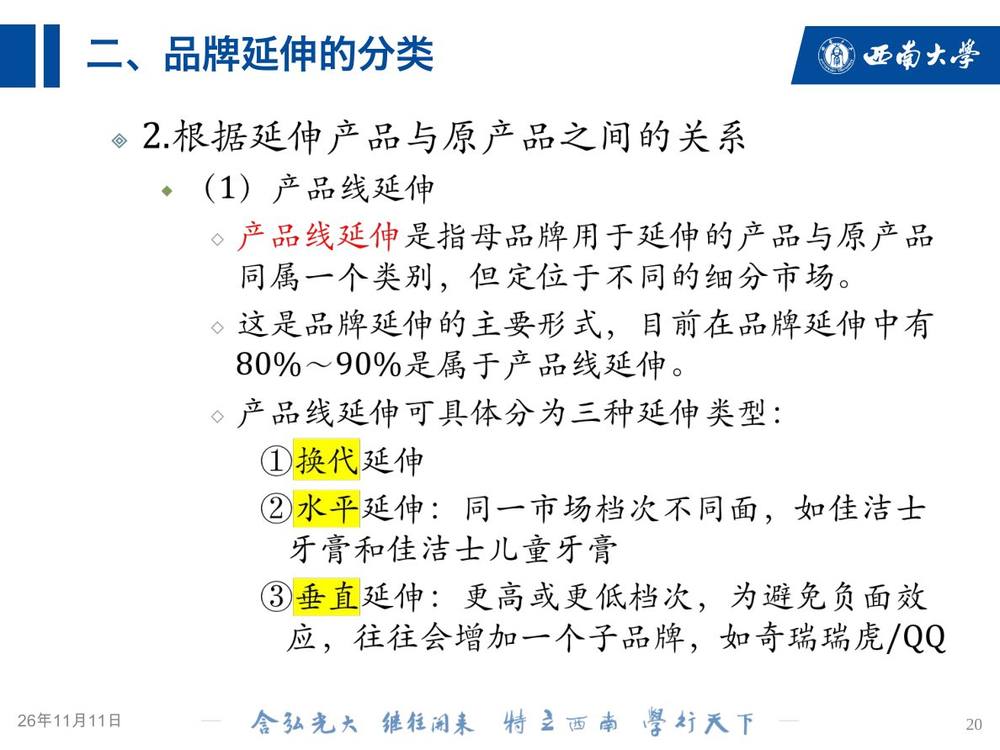 二、品牌延伸的分类
西南大学
2.根据延伸产品与原产品之间的关系
（1）产品线延伸
产品线延伸是指母品牌用于延伸的产品与原产品
同属一个类别，但定位于不同的细分市场。
这是品牌延伸的主要形式，目前在品牌延伸中有
80%～90%是属于产品线延伸。
产品线延伸可具体分为三种延伸类型：
①换代延伸
②水平延伸：同一市场档次不同面，如佳洁士
牙膏和佳洁士儿童牙膏
③垂直延伸：更高或更低档次，为避免负面效
应，往往会增加一个子品牌，如奇瑞瑞虎/QQ
26年11月11日
含弘光大 继往开来 特立西南 學行天下
20